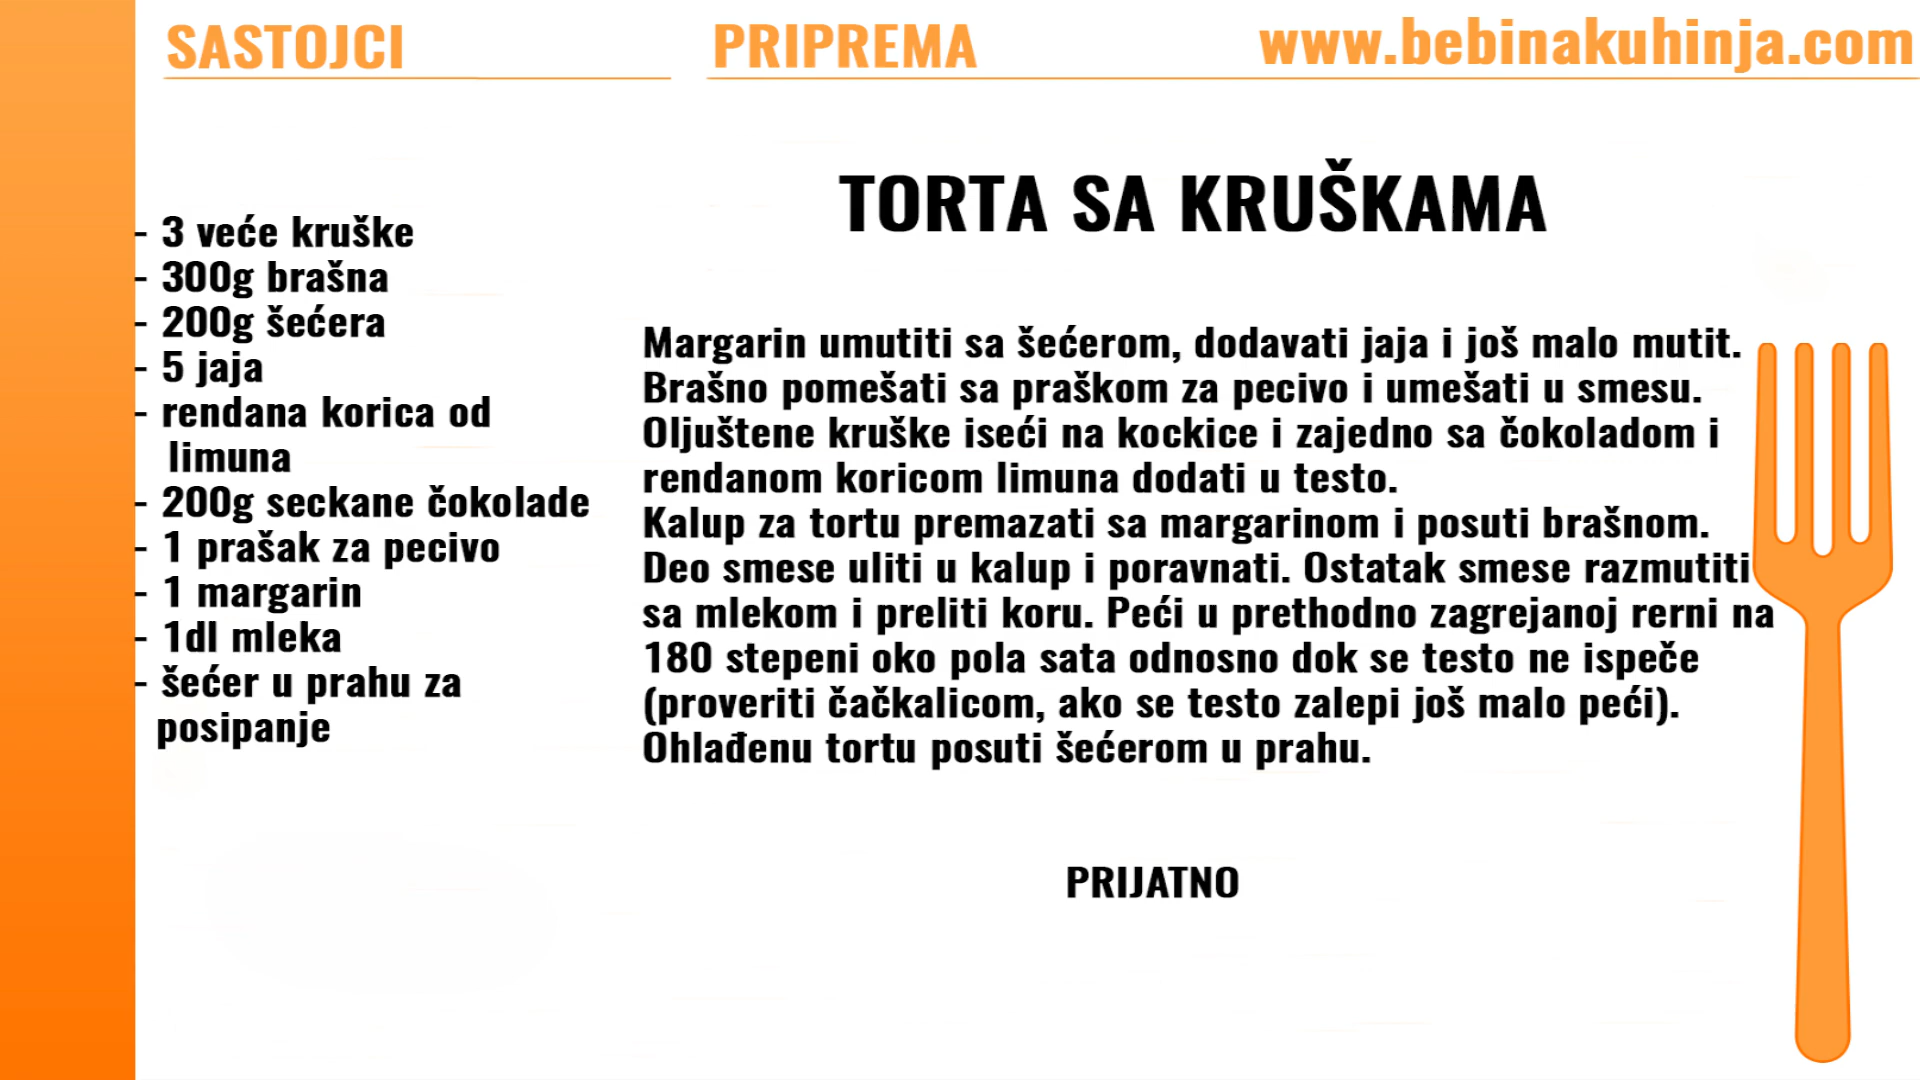 SASTOJCI
- 3 veće kruške
- 300g brašna
- 200g šećera
- 5 jaja
- rendana korica od
limuna
- 200g seckane čokolade
- 1 prašak za pecivo
- 1 margarin
- 1dl mleka
- šećer u prahu za
posipanje
PRIPREMA
www.bebinakuhinja.com
TORTA SA KRUŠKAMA
Margarin umutiti sa šećerom, dodavati jaja i još malo mutit.
Brašno pomešati sa praškom za pecivo i umešati u smesu.
Oljuštene kruške iseći na kockice i zajedno sa čokoladom i
rendanom koricom limuna dodati u testo.
Kalup za tortu premazati sa margarinom i posuti brašnom.
Deo smese uliti u kalup i poravnati. Ostatak smese razmutiti
sa mlekom i preliti koru. Peći u prethodno zagrejanoj rerni na
180 stepeni oko pola sata odnosno dok se testo ne ispeče
(proveriti čačkalicom, ako se testo zalepi još malo peći).
Ohlađenu tortu posuti šećerom u prahu.
PRIJATNO